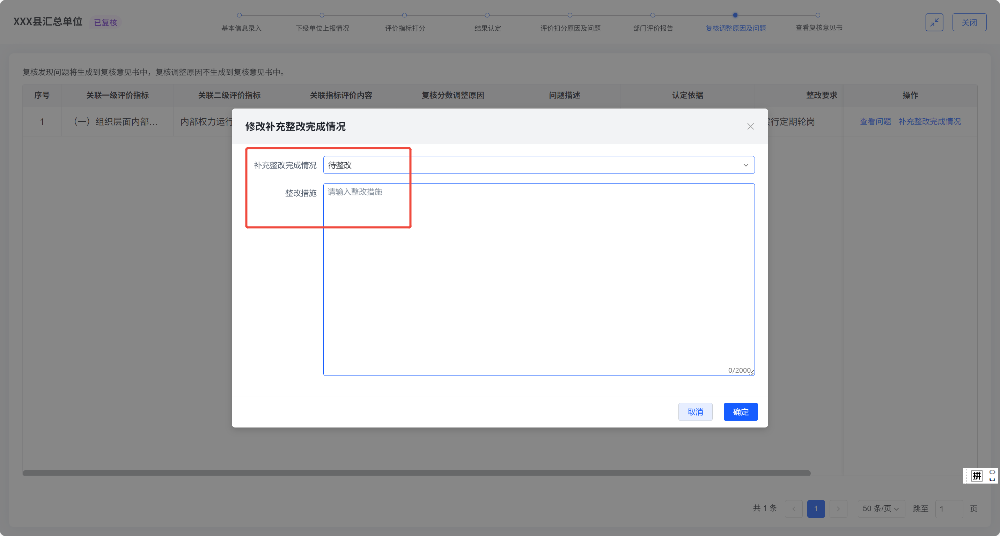 XXX县汇总单位 已复核
基本信息录入 下级单位上报情况 评价指标打分 结果认定 评价扣分原因及问题 部门评价报告 复核调整原因及问题 查看复核意见书
关闭
复核发现问题将生成到复核意见书中，复核调整原因不生成到复核意见书中。
序号 关联一级评价指标 关联二级评价指标 关联指标评价内容 复核分数调整原因 问题描述 认定依据 整改要求 操作
1 （一）组织层面内部... 内部权力运行 行定期轮岗 查看问题 补充整改完成情况
修改补充整改完成情况
补充整改完成情况 待整改
整改措施 请输入整改措施
0/2000
取消 确定
拼
共 1 条 1 50 条/页 跳至 1 页